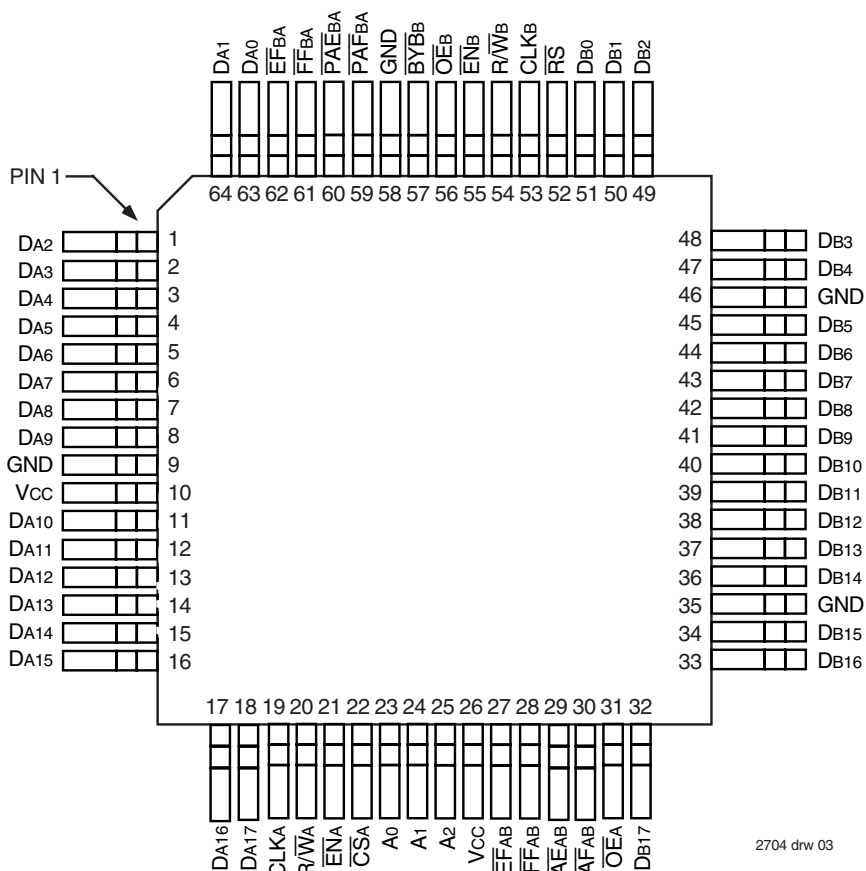 DA1 DA0 EFBA FFBA PAEBA PAFBA GND BYBB OEB ENB R/WB CLKB RS DB0 DB1 DB2
PIN 1
64 63 62 61 60 59 58 57 56 55 54 53 52 51 50 49
DA2 1 48 DB3
DA3 2 47 DB4
DA4 3 46 GND
DA5 4 45 DB5
DA6 5 44 DB6
DA7 6 43 DB7
DA8 7 42 DB8
DA9 8 41 DB9
GND 9 40 DB10
VCC 10 39 DB11
DA10 11 38 DB12
DA11 12 37 DB13
DA12 13 36 DB14
DA13 14 35 GND
DA14 15 34 DB15
DA15 16 33 DB16
17 18 19 20 21 22 23 24 25 26 27 28 29 30 31 32
DA16 DA17 CLKA R/WA ENA CSA A0 A1 A2 VCC EFAB FFAB AEAB AFAB OEA DB17
2704 drw 03